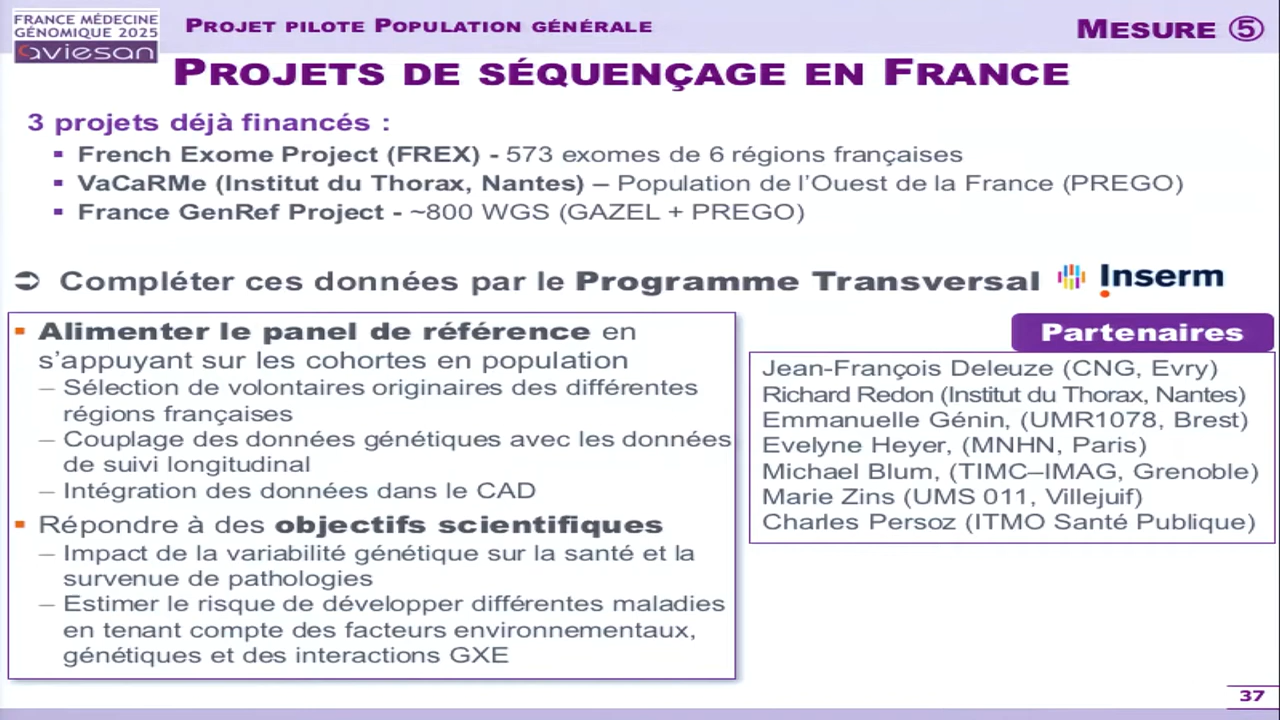 FRANCE MÉDECINE
GÉNOMIQUE 2025
aviesan
PROJET PILOTE POPULATION GÉNÉRALE
MESURE ⑤
PROJETS DE SÉQUENÇAGE EN FRANCE
3 projets déjà financés :
▪ French Exome Project (FREX) - 573 exomes de 6 régions françaises
▪ VaCaRMe (Institut du Thorax, Nantes) – Population de l'Ouest de la France (PREGO)
▪ France GenRef Project - ~800 WGS (GAZEL + PREGO)
➲ Compléter ces données par le Programme Transversal Inserm
▪ Alimenter le panel de référence en
s'appuyant sur les cohortes en population
– Sélection de volontaires originaires des différentes
régions françaises
– Couplage des données génétiques avec les données
de suivi longitudinal
– Intégration des données dans le CAD
▪ Répondre à des objectifs scientifiques
– Impact de la variabilité génétique sur la santé et la
survenue de pathologies
– Estimer le risque de développer différentes maladies
en tenant compte des facteurs environnementaux,
génétiques et des interactions GXE
Partenaires
Jean-François Deleuze (CNG, Evry)
Richard Redon (Institut du Thorax, Nantes)
Emmanuelle Génin, (UMR1078, Brest)
Evelyne Heyer, (MNHN, Paris)
Michael Blum, (TIMC–IMAG, Grenoble)
Marie Zins (UMS 011, Villejuif)
Charles Persoz (ITMO Santé Publique)
37